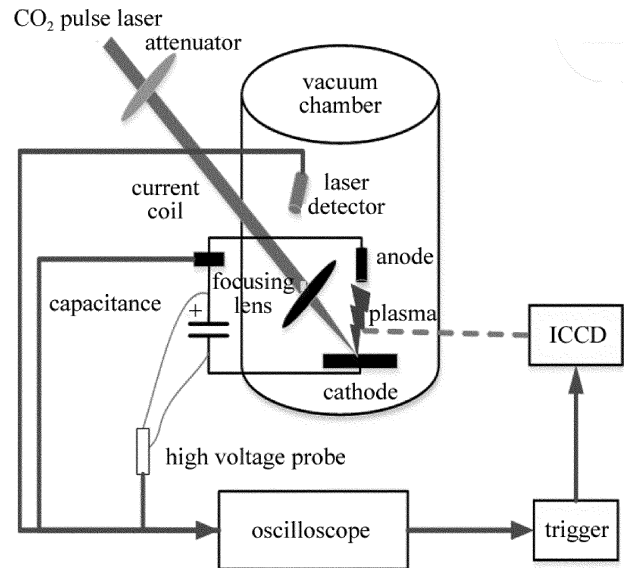 CO₂ pulse laser
attenuator
vacuum
chamber
laser
detector
current
coil
anode
focusing
lens
capacitance
+
plasma
ICCD
cathode
high voltage probe
oscilloscope
trigger